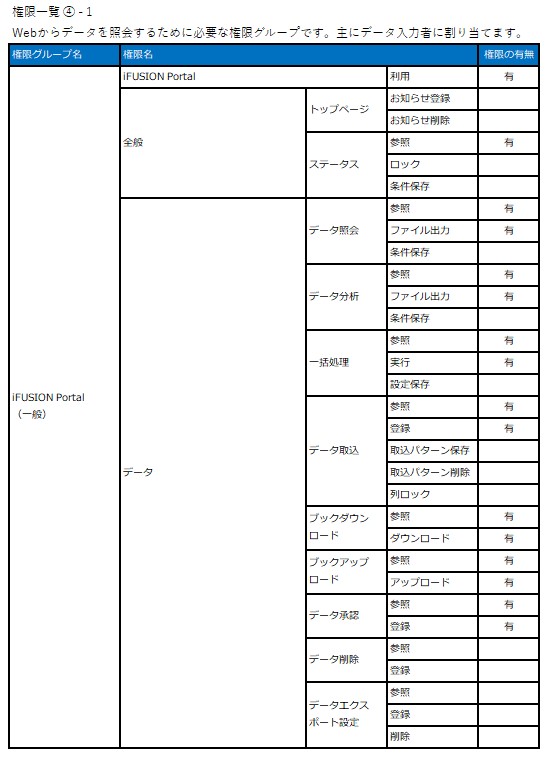 権限一覧 ④ - 1
Webからデータを照会するために必要な権限グループです。主にデータ入力者に割り当てます。
権限グループ名 権限名 権限の有無
iFUSION Portal
（一般）
iFUSION Portal 利用 有
全般
トップページ
お知らせ登録
お知らせ削除
ステータス
参照 有
ロック
条件保存
データ
データ照会
参照 有
ファイル出力 有
条件保存
データ分析
参照 有
ファイル出力 有
条件保存
一括処理
参照 有
実行 有
設定保存
データ取込
参照 有
登録 有
取込パターン保存
取込パターン削除
列ロック
ブックダウン
ロード
参照 有
ダウンロード 有
ブックアップ
ロード
参照 有
アップロード 有
データ承認
参照 有
登録 有
データ削除
参照
登録
データエクス
ポート設定
参照
登録
削除